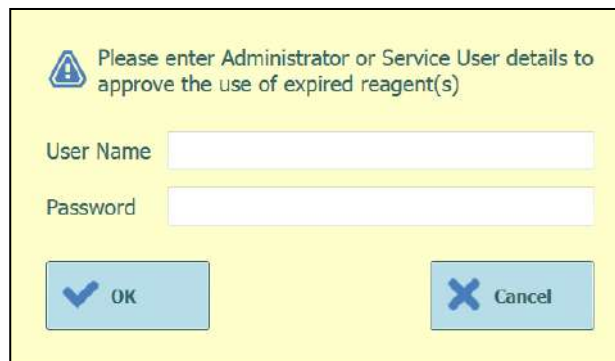 Please enter Administrator or Service User details to
approve the use of expired reagent(s)
User Name
Password
OK
Cancel